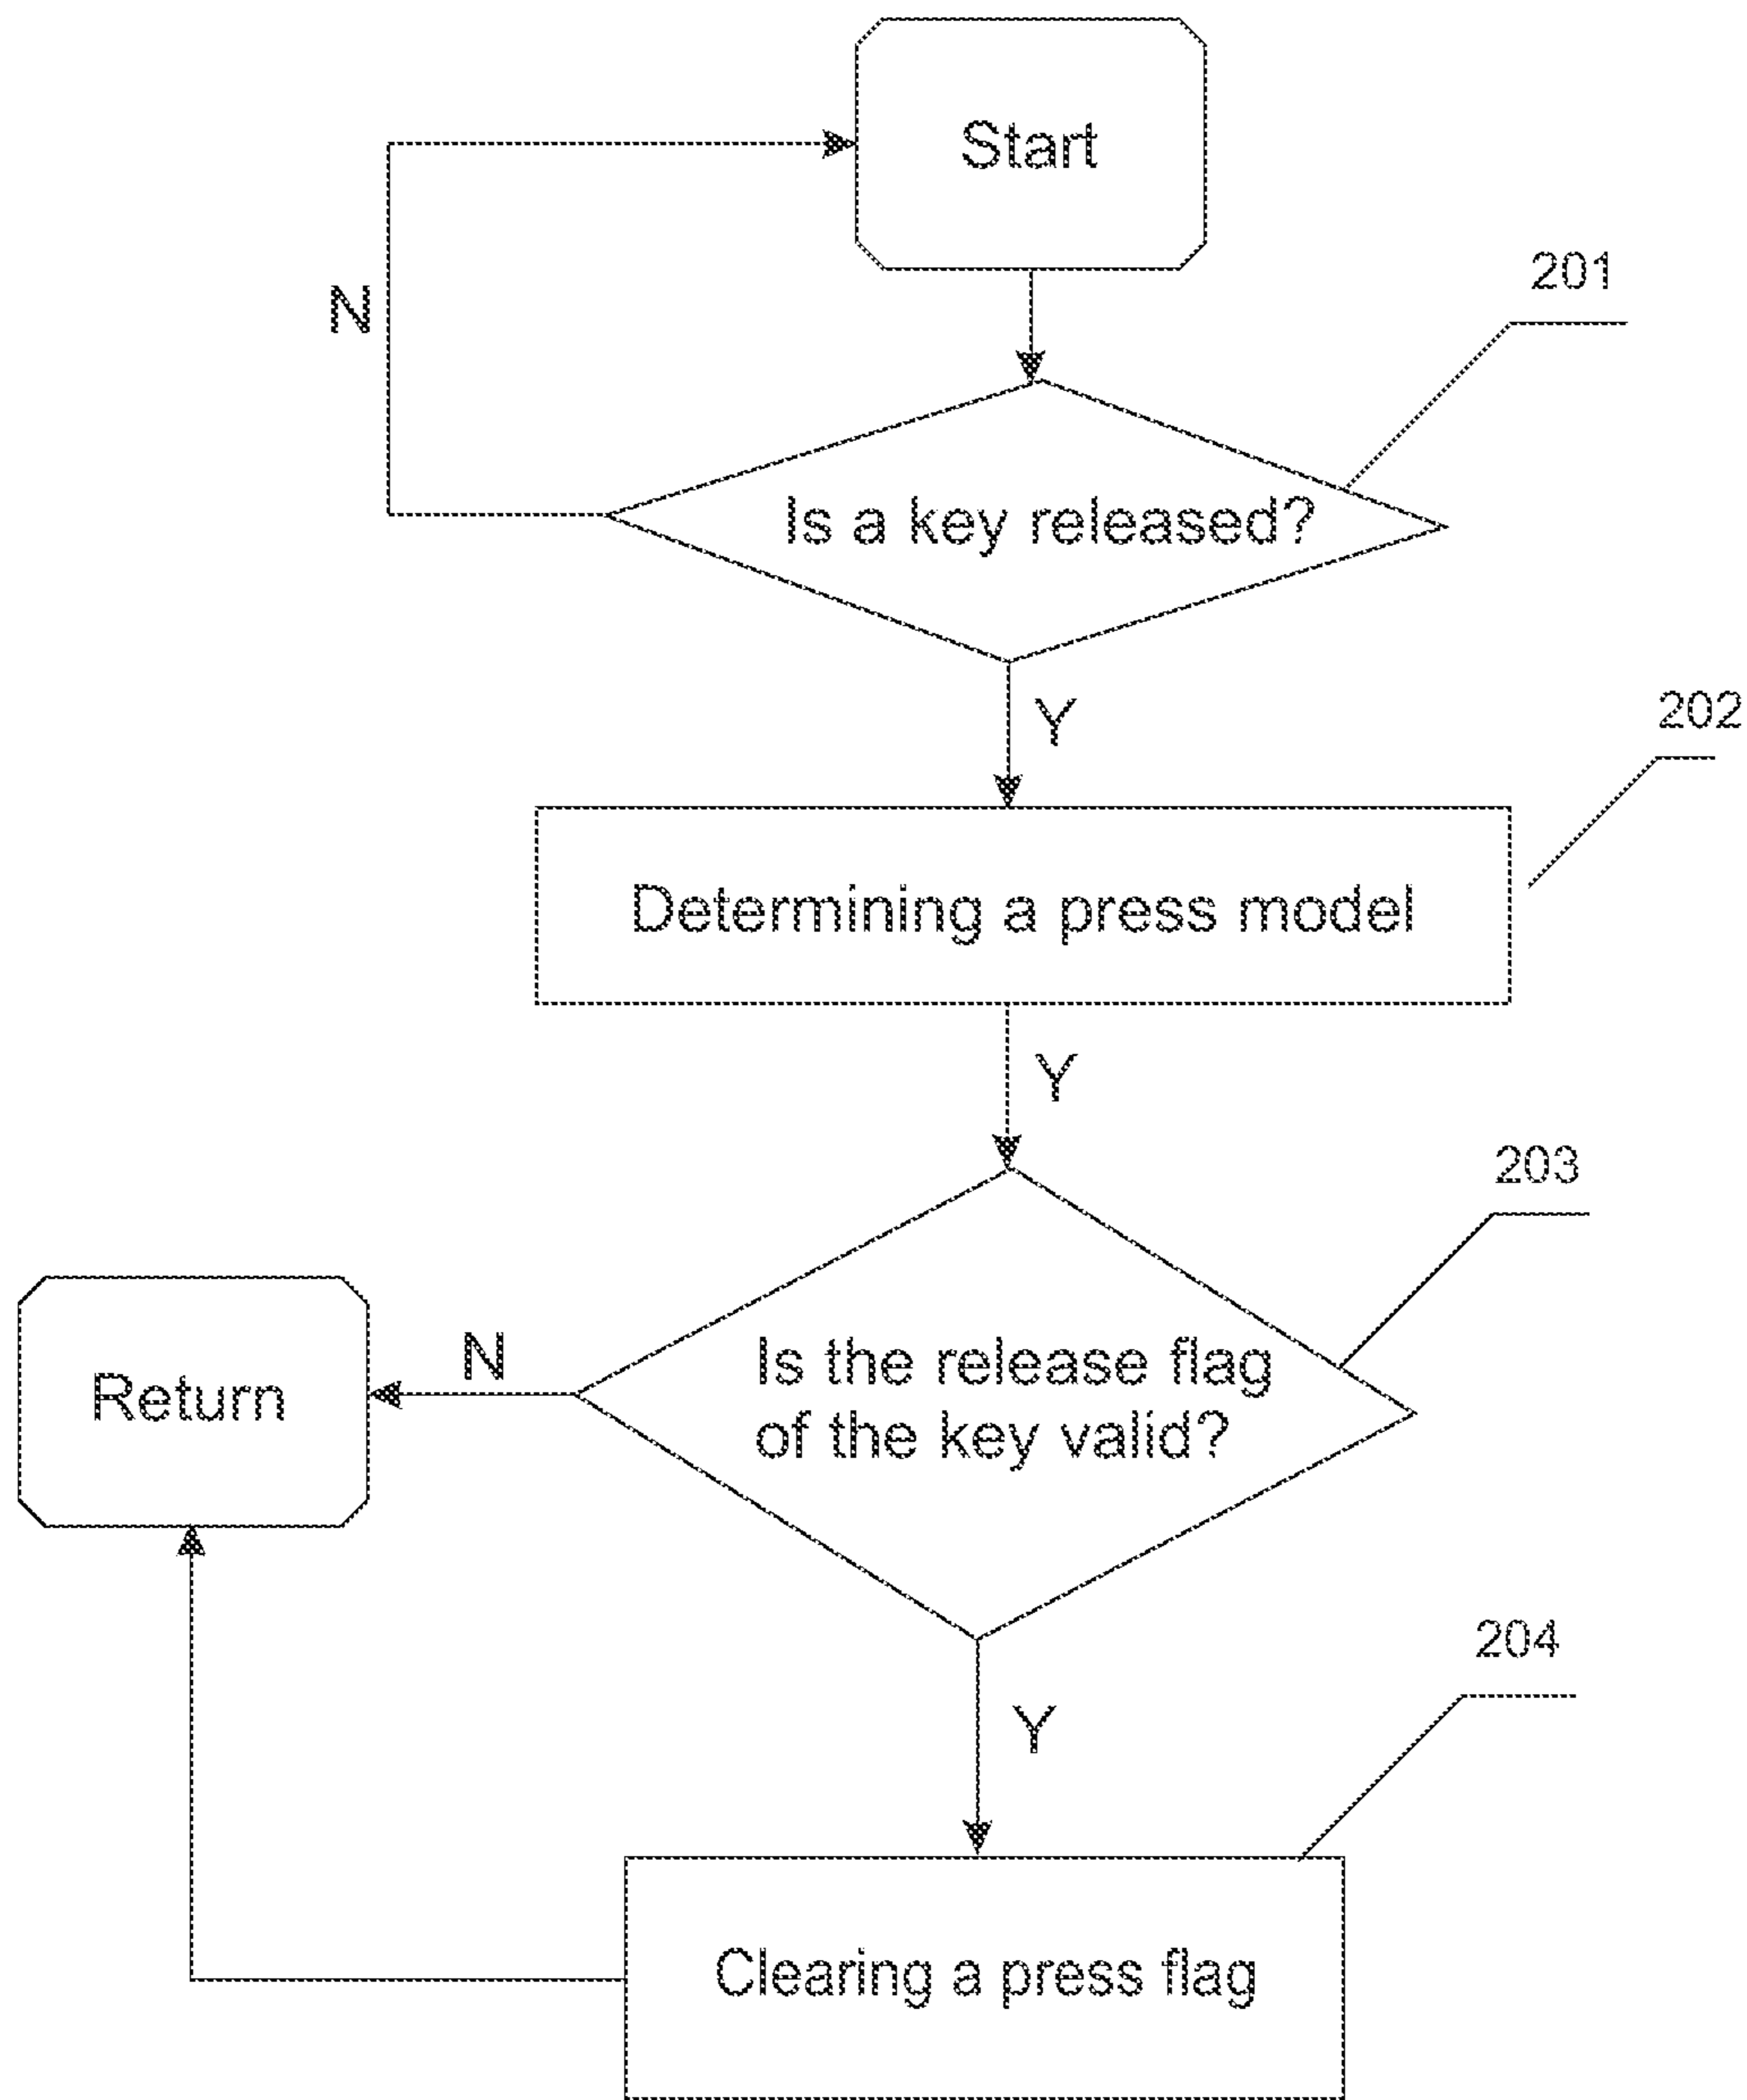 Start
N
201
Is a key released?
Y
202
Determining a press model
Y
203
Is the release flag
of the key valid?
N
Return
Y
204
Clearing a press flag